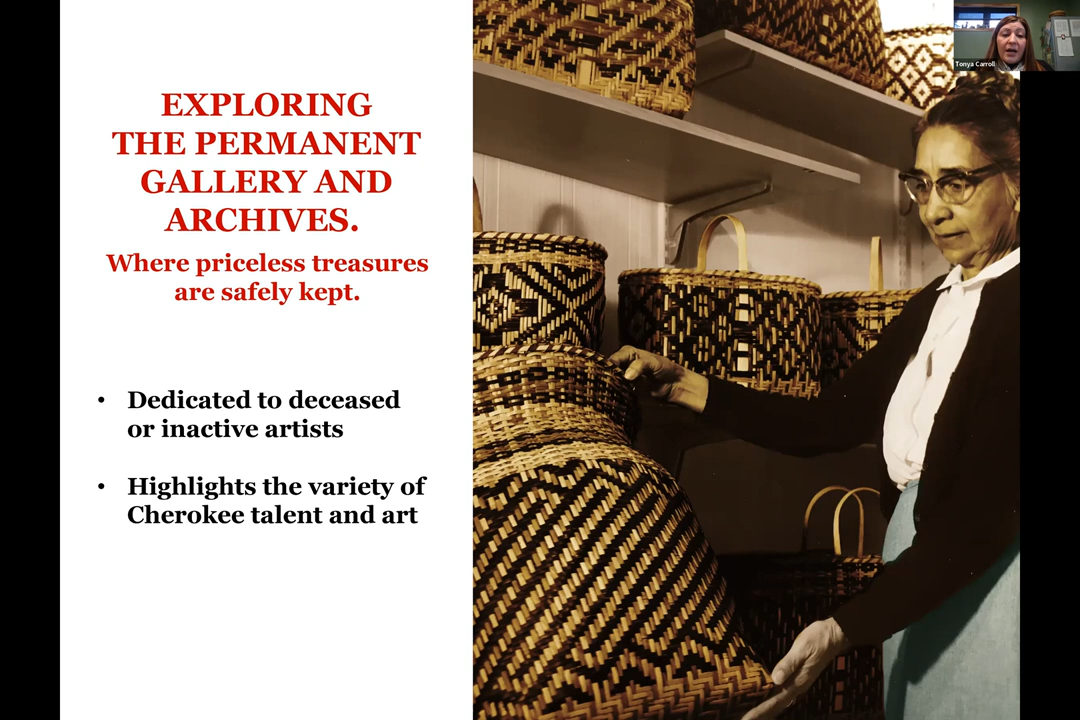 EXPLORING
THE PERMANENT
GALLERY AND
ARCHIVES.
Where priceless treasures
are safely kept.
• Dedicated to deceased
or inactive artists
• Highlights the variety of
Cherokee talent and art
Tonya Carroll